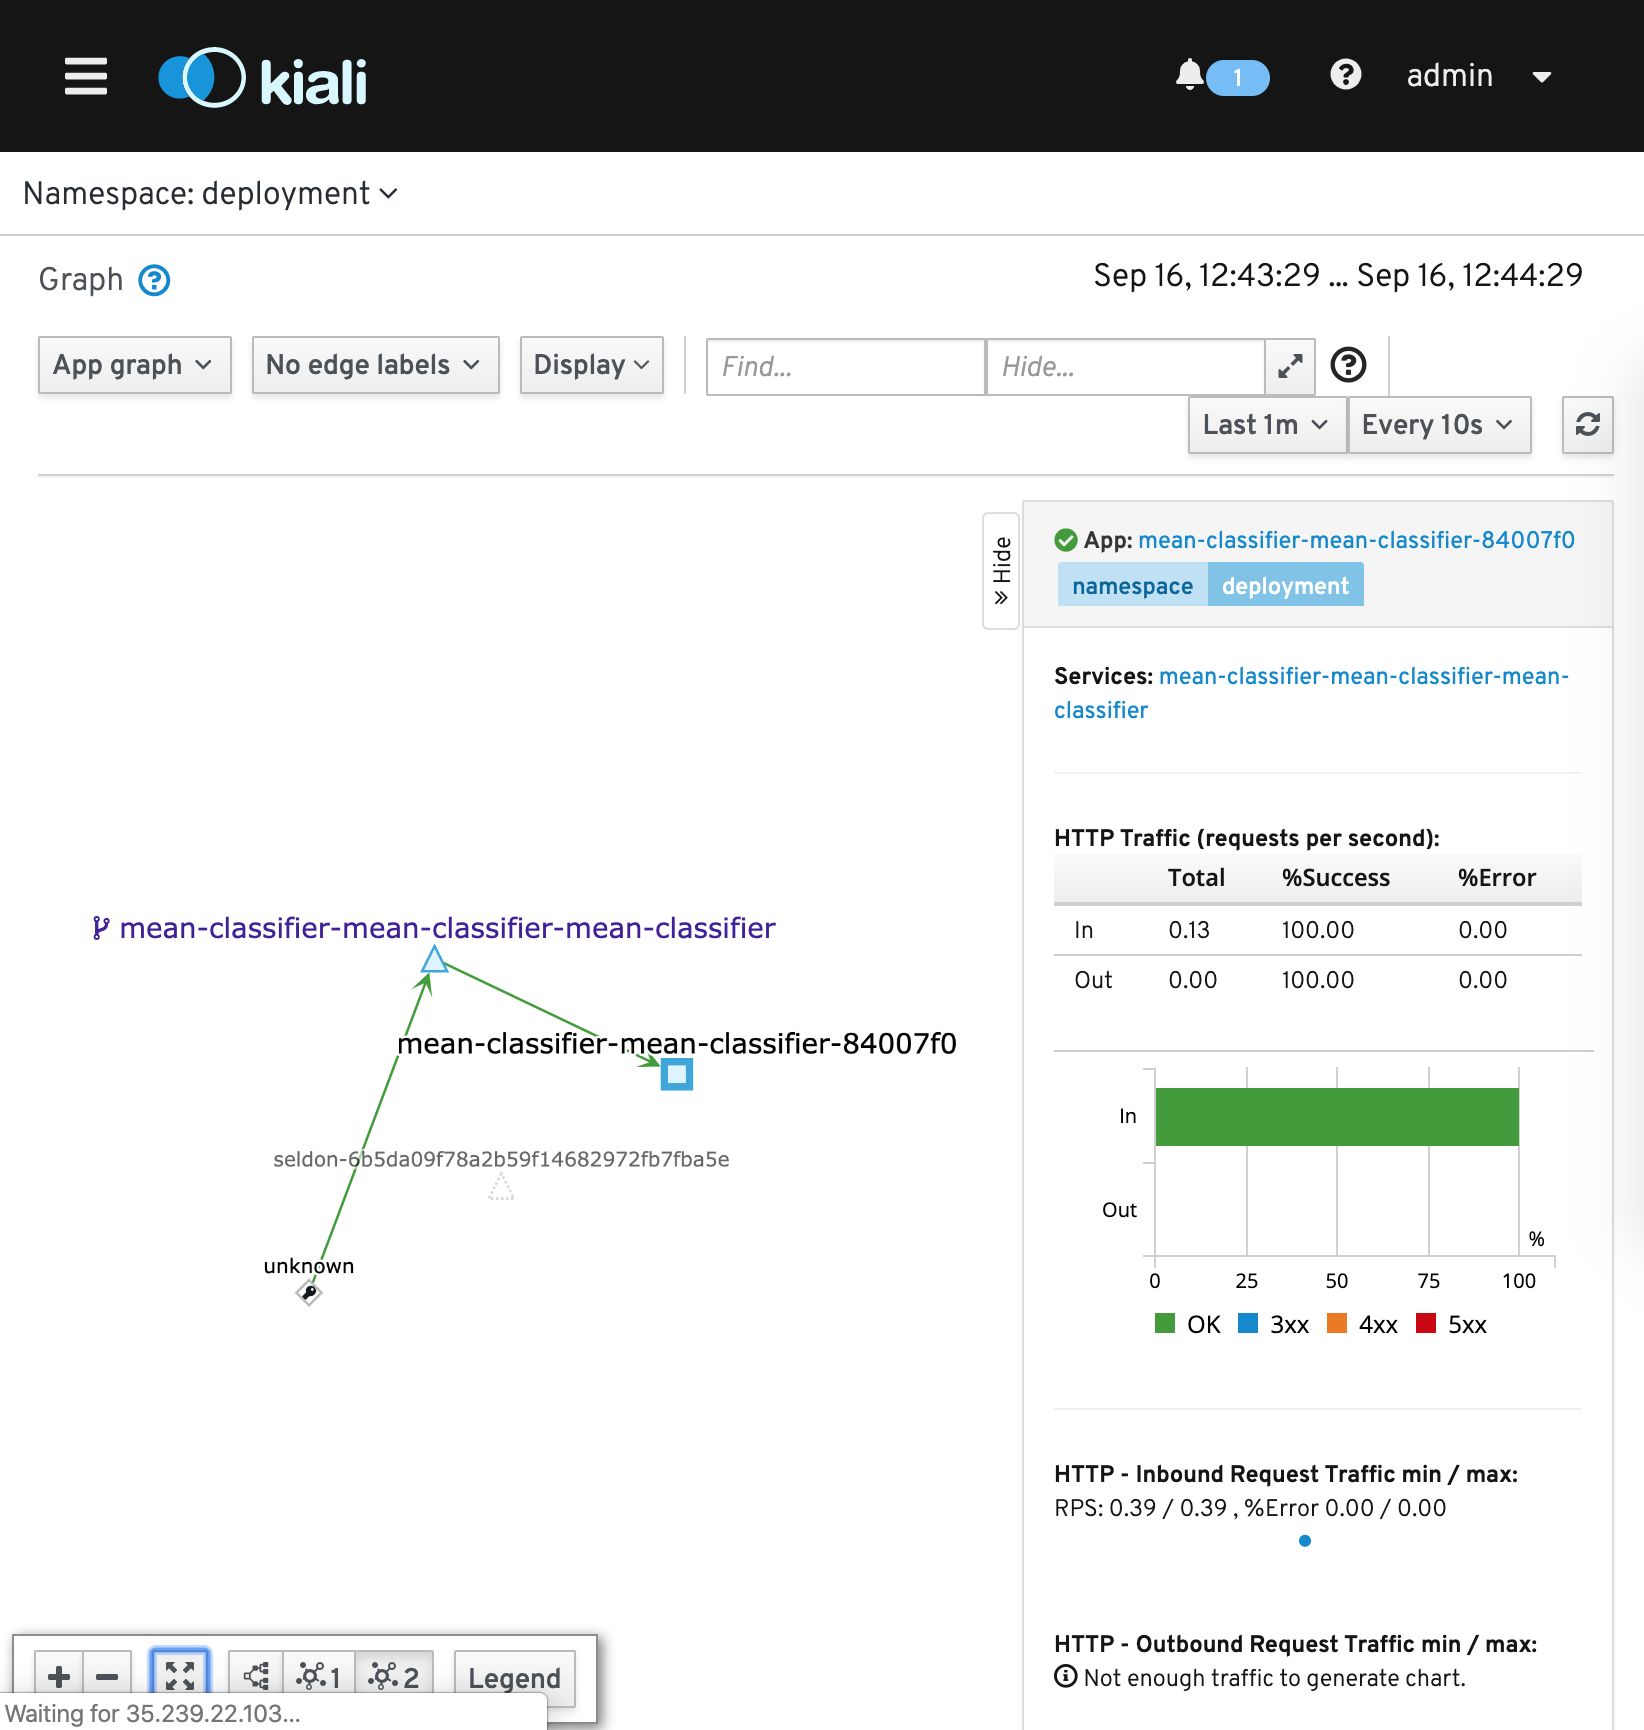 kiali
1
admin
Namespace: deployment
Graph
Sep 16, 12:43:29 ... Sep 16, 12:44:29
App graph
No edge labels
Display
Find...
Hide...
Last 1m
Every 10s
Hide
App: mean-classifier-mean-classifier-84007f0
namespace deployment
Services: mean-classifier-mean-classifier-mean-
classifier
HTTP Traffic (requests per second):
Total %Success %Error
In 0.13 100.00 0.00
Out 0.00 100.00 0.00
In
Out
%
0 25 50 75 100
OK 3xx 4xx 5xx
HTTP - Inbound Request Traffic min / max:
RPS: 0.39 / 0.39 , %Error 0.00 / 0.00
HTTP - Outbound Request Traffic min / max:
Not enough traffic to generate chart.
mean-classifier-mean-classifier-mean-classifier
mean-classifier-mean-classifier-84007f0
seldon-6b5da09f78a2b59f14682972fb7fba5e
unknown
1
2
Legend
Waiting for 35.239.22.103...